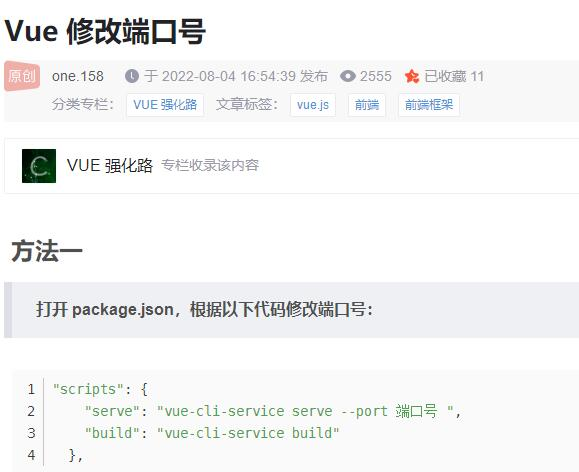 Vue 修改端口号
原创 one.158 于 2022-08-04 16:54:39 发布 2555 已收藏 11
分类专栏： VUE 强化路 文章标签： vue.js 前端 前端框架
C VUE 强化路 专栏收录该内容
方法一
打开 package.json，根据以下代码修改端口号：
1 "scripts": {
2 "serve": "vue-cli-service serve --port 端口号 ",
3 "build": "vue-cli-service build"
4 },